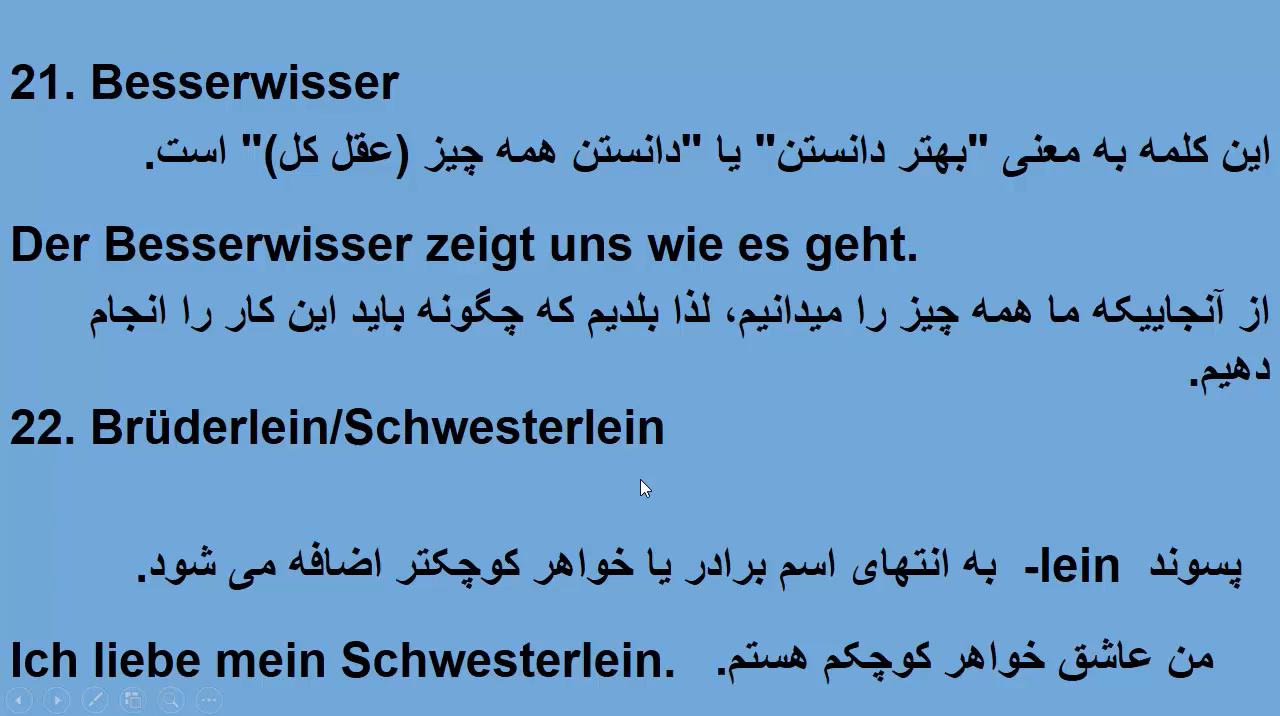 21. Besserwisser
این کلمه به معنی "بهتر دانستن" یا "دانستن همه چیز (عقل کل)" است.
Der Besserwisser zeigt uns wie es geht.
از آنجاییکه ما همه چیز را میدانیم، لذا بلدیم که چگونه باید این کار را انجام
دهیم.
22. Brüderlein/Schwesterlein
پسوند -lein به انتهای اسم برادر یا خواهر کوچکتر اضافه می شود.
Ich liebe mein Schwesterlein. من عاشق خواهر کوچکم هستم.